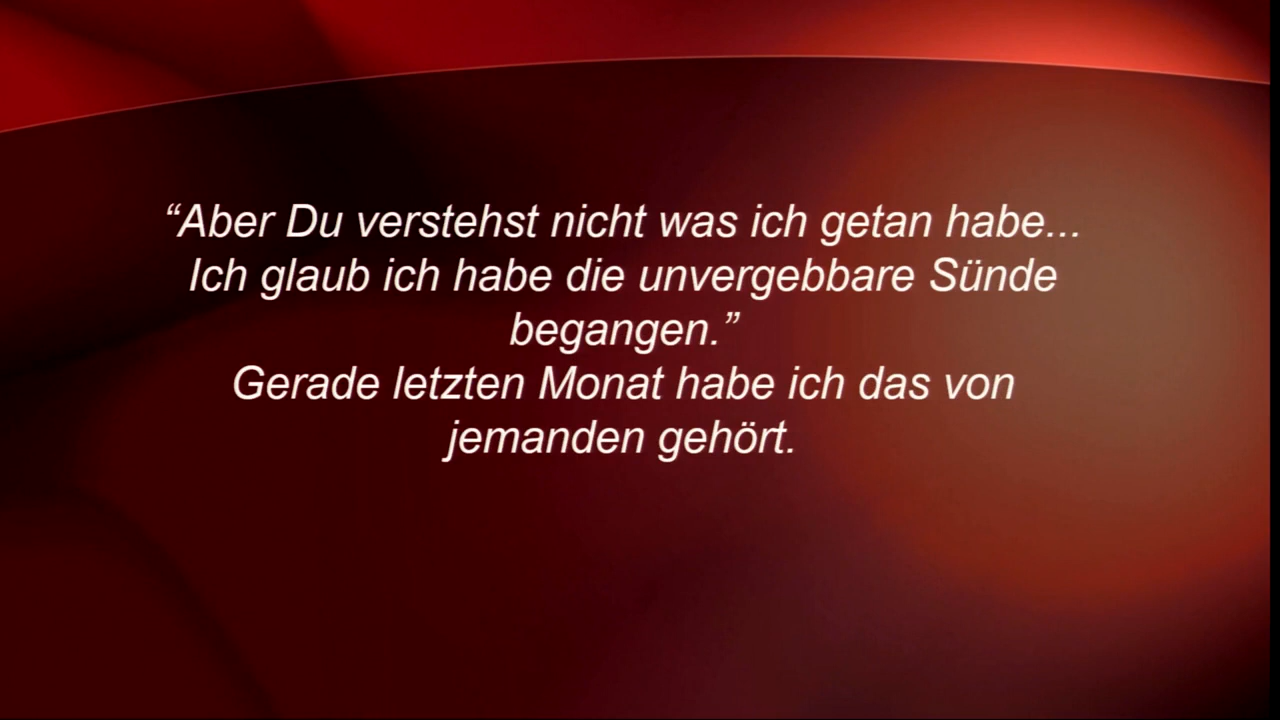 “Aber Du verstehst nicht was ich getan habe...
Ich glaub ich habe die unvergebbare Sünde
begangen.”
Gerade letzten Monat habe ich das von
jemanden gehört.